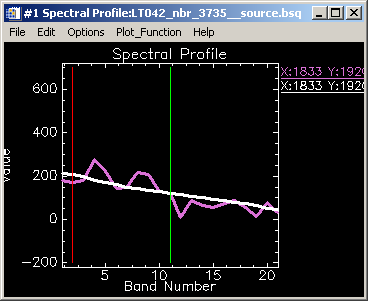 #1 Spectral Profile:LT042_nbr_3735__source.bsq
File Edit Options Plot_Function Help
Spectral Profile
X:1833 Y:192
X:1833 Y:192
600
400
200
0
-200
Value
5 10 15 20
Band Number